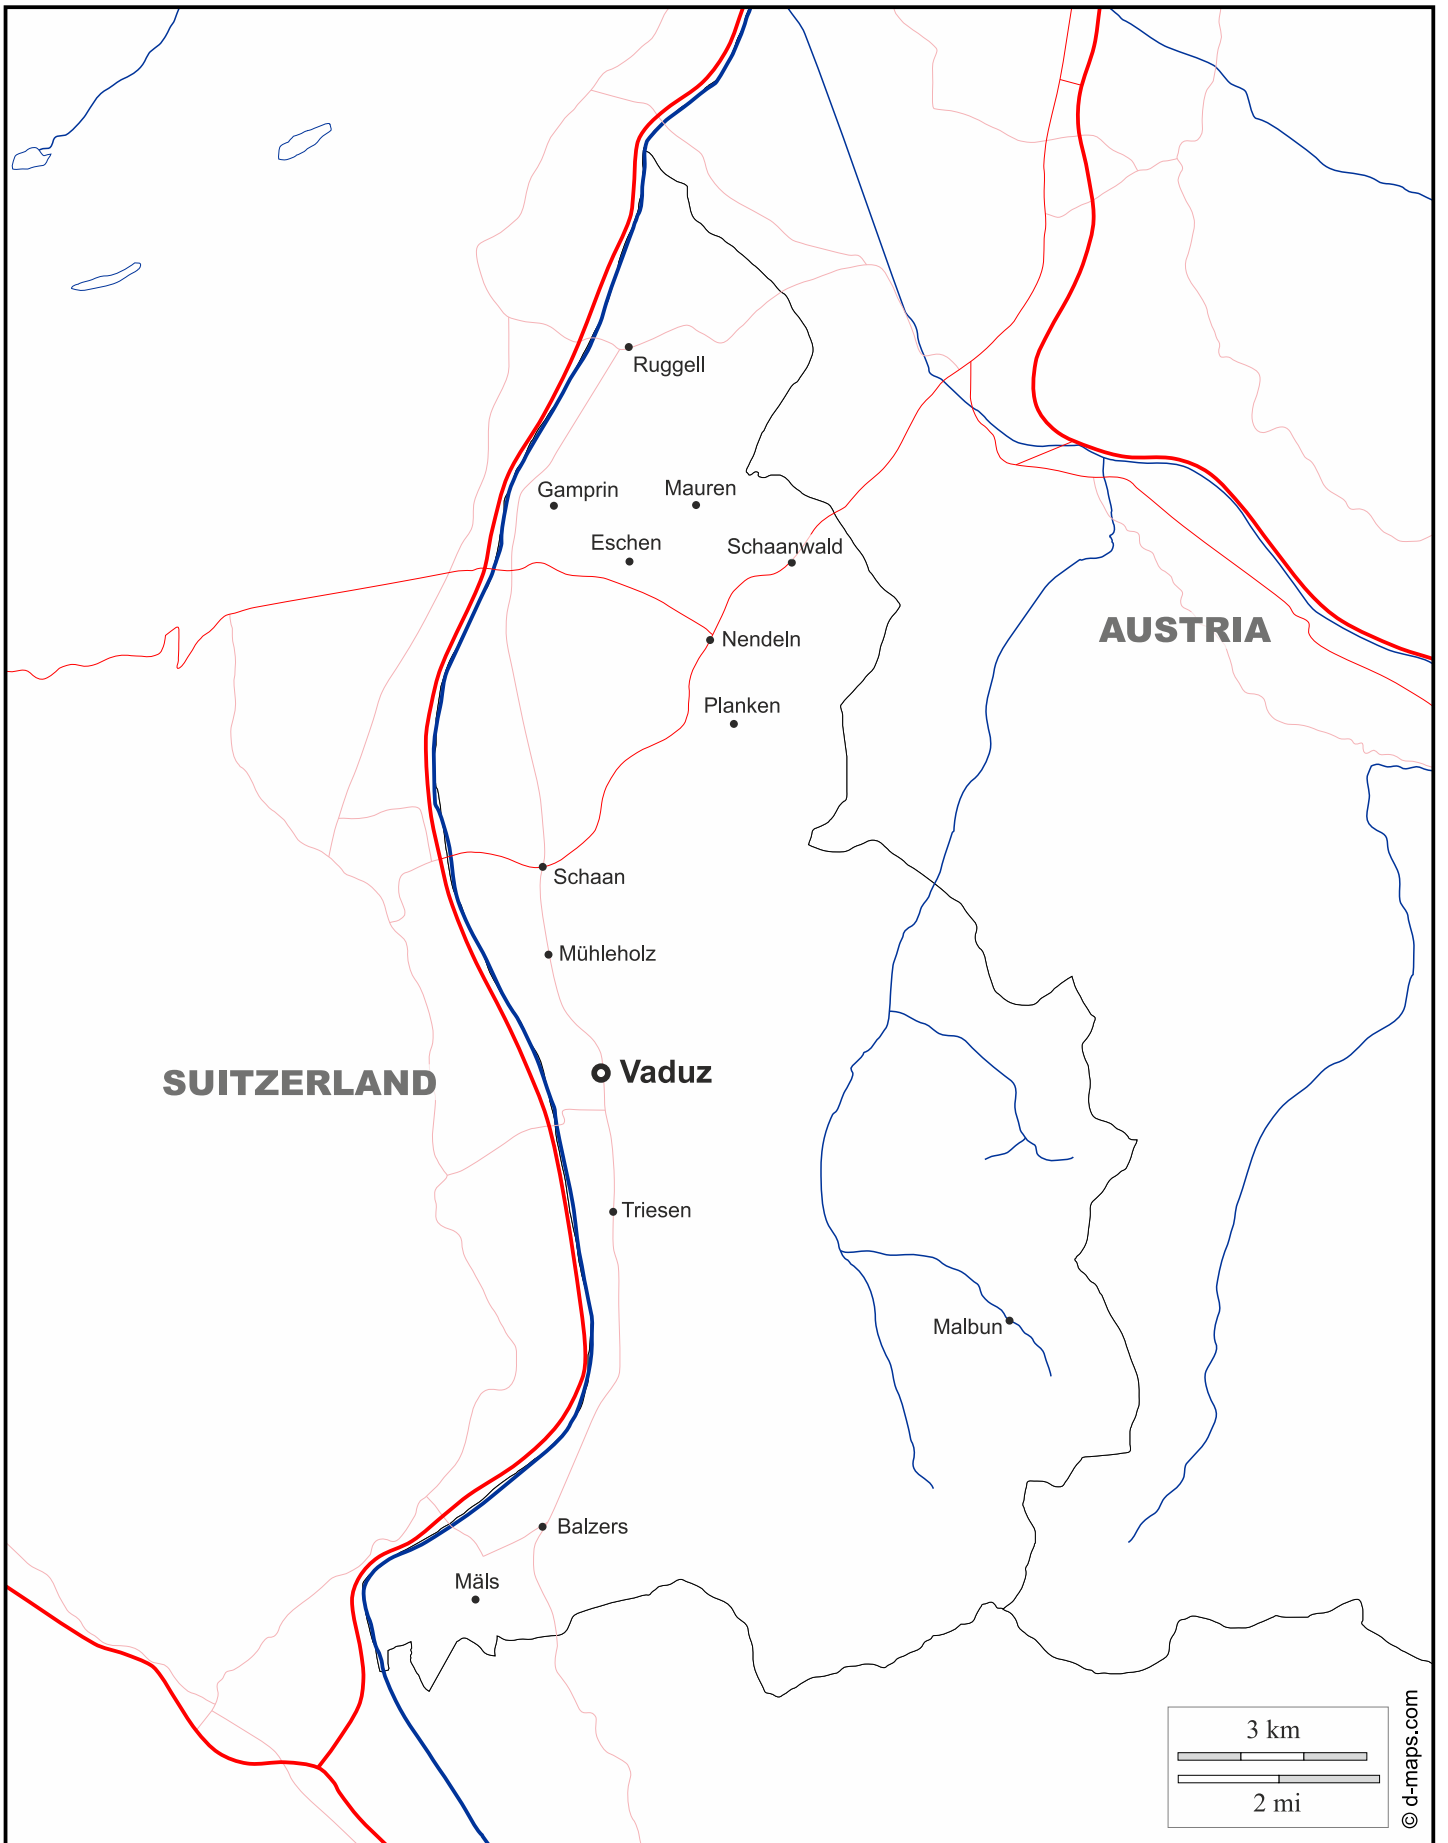 Ruggell
Gamprin
Mauren
Eschen
Schaanwald
AUSTRIA
Nendeln
Planken
Schaan
Mühleholz
SUITZERLAND
Vaduz
Triesen
Malbun
Balzers
Mäls
3 km
2 mi
© d-maps.com